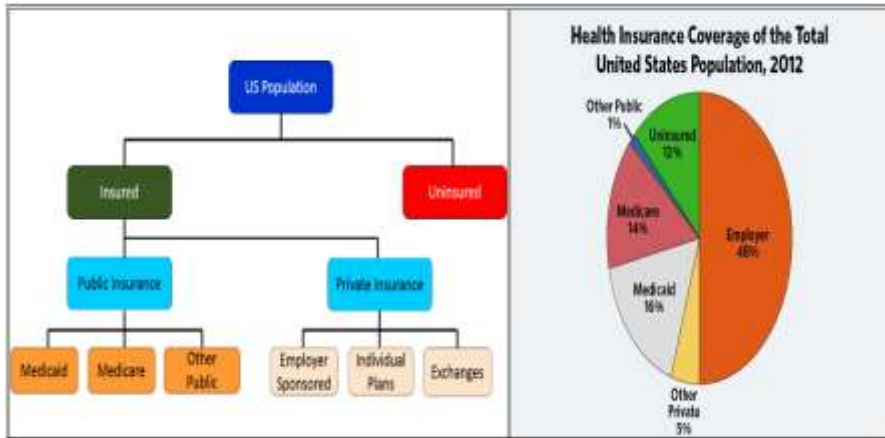 US Population
Insured
Uninsured
Public Insurance
Private Insurance
Medicaid
Medicare
Other
Public
Employer
Sponsored
Individual
Plans
Exchanges
Health Insurance Coverage of the Total
United States Population, 2012
Other Public
1%
Uninsured
Medicare
14%
Employer
48%
Medicaid
16%
Other
Private
5%